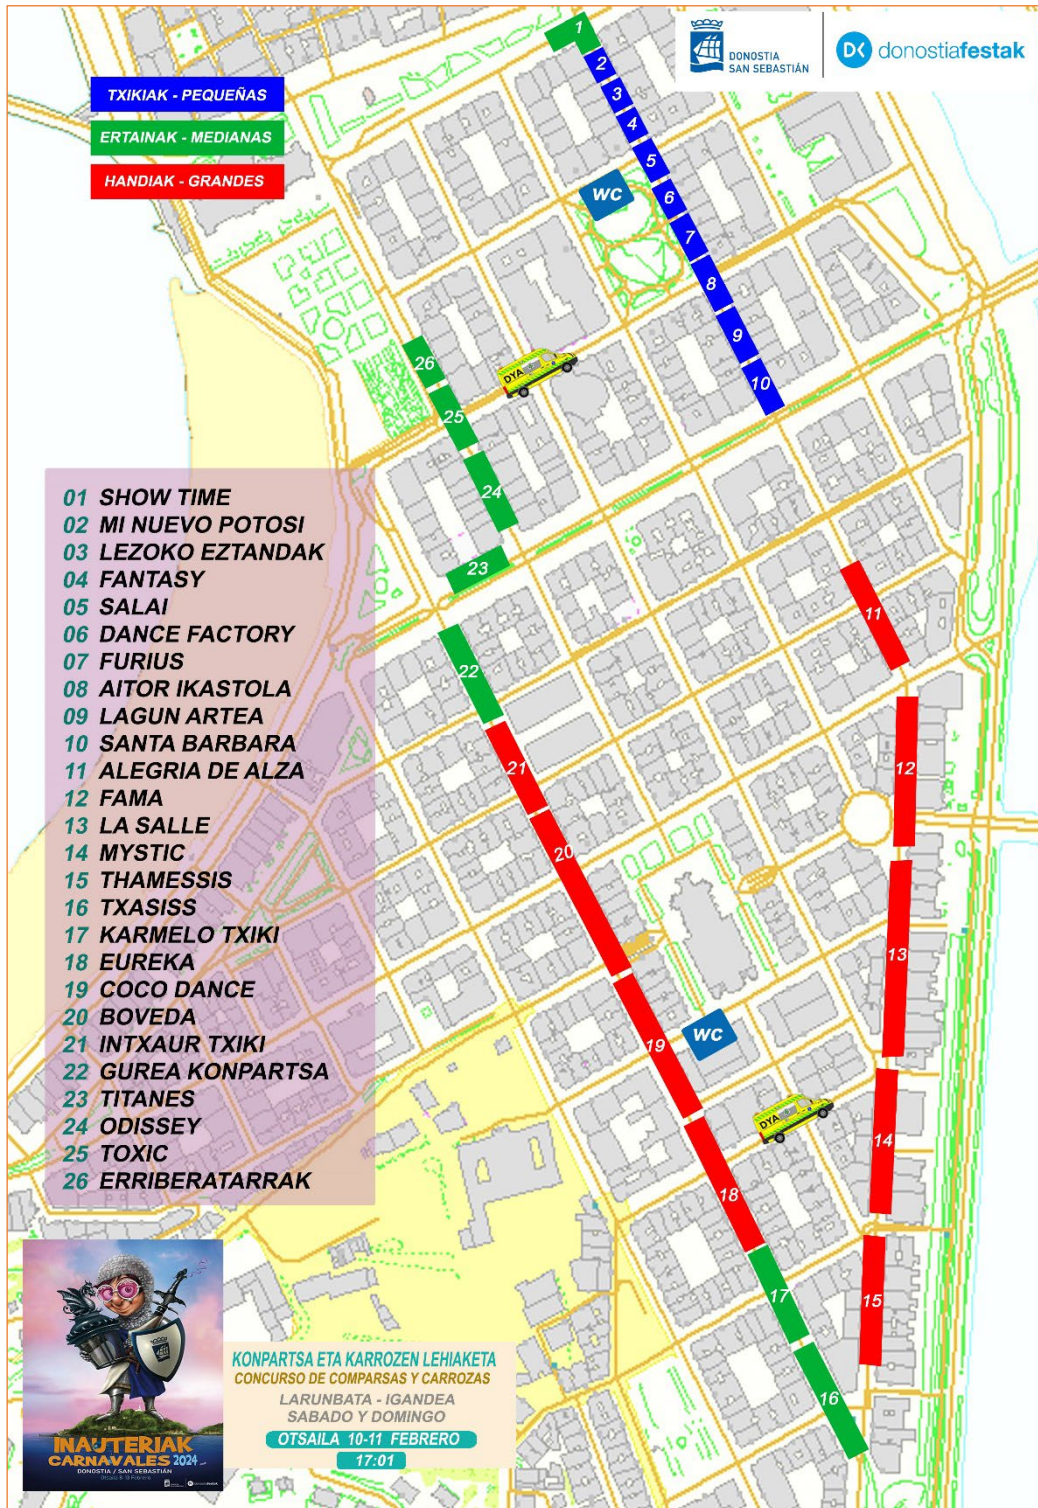 1
DONOSTIA
SAN SEBASTIÁN
donostiafestak
2
TXIKIAK - PEQUEÑAS
3
ERTAINAK - MEDIANAS
4
5
HANDIAK - GRANDES
WC
6
7
8
9
26
DYA
10
25
24
23
11
22
21
12
20
13
19
WC
DYA
14
18
17
15
16
01 SHOW TIME
02 MI NUEVO POTOSI
03 LEZOKO EZTANDAK
04 FANTASY
05 SALAI
06 DANCE FACTORY
07 FURIUS
08 AITOR IKASTOLA
09 LAGUN ARTEA
10 SANTA BARBARA
11 ALEGRIA DE ALZA
12 FAMA
13 LA SALLE
14 MYSTIC
15 THAMESSIS
16 TXASISS
17 KARMELO TXIKI
18 EUREKA
19 COCO DANCE
20 BOVEDA
21 INTXAUR TXIKI
22 GUREA KONPARTSA
23 TITANES
24 ODISSEY
25 TOXIC
26 ERRIBERATARRAK
INAUTERIAK
CARNAVALES 2024
DONOSTIA / SAN SEBASTIÁN
KONPARTSA ETA KARROZEN LEHIAKETA
CONCURSO DE COMPARSAS Y CARROZAS
LARUNBATA - IGANDEA
SABADO Y DOMINGO
OTSAILA 10-11 FEBRERO
17:01